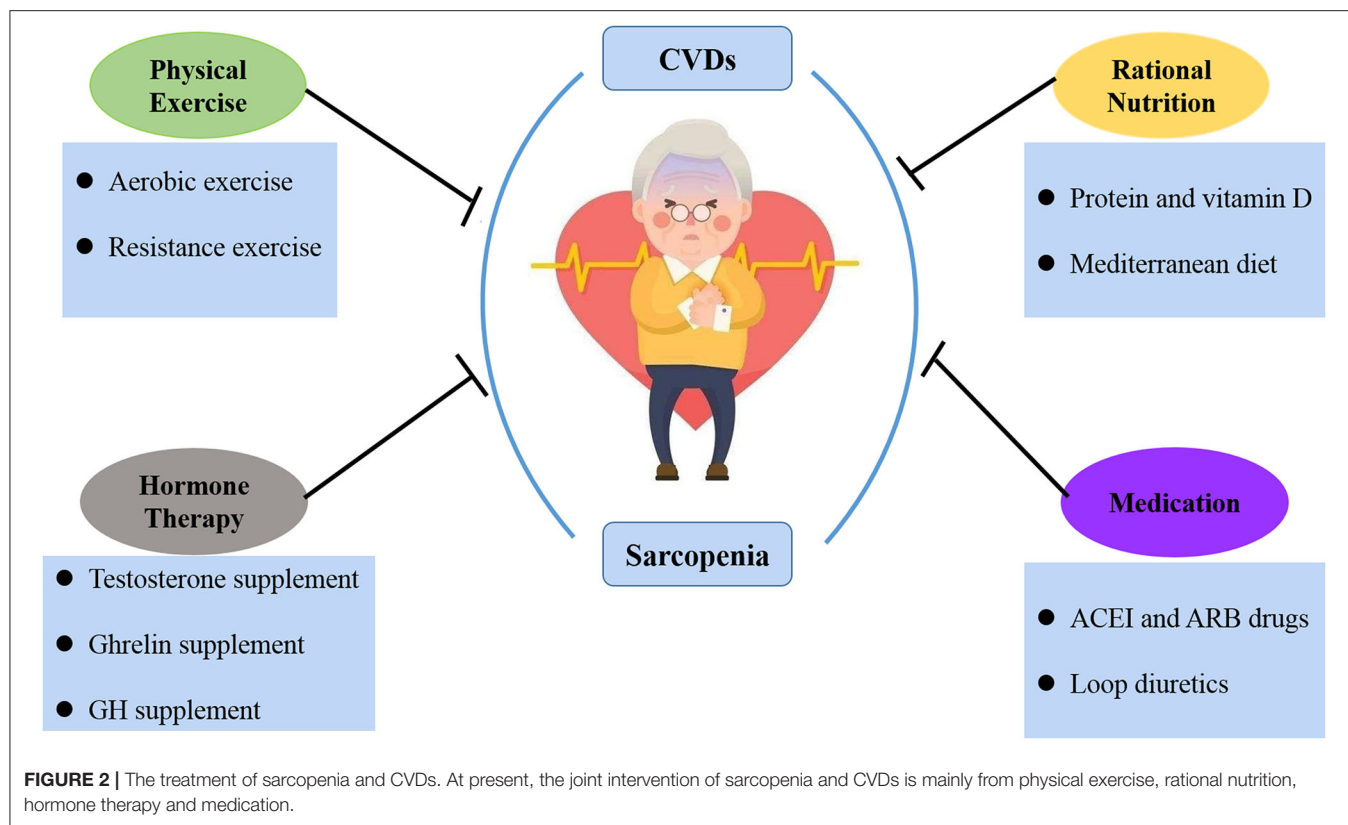 CVDs
Physical
Exercise
● Aerobic exercise
● Resistance exercise
Rational
Nutrition
● Protein and vitamin D
● Mediterranean diet
Hormone
Therapy
● Testosterone supplement
● Ghrelin supplement
● GH supplement
Sarcopenia
Medication
● ACEI and ARB drugs
● Loop diuretics
FIGURE 2 | The treatment of sarcopenia and CVDs. At present, the joint intervention of sarcopenia and CVDs is mainly from physical exercise, rational nutrition,
hormone therapy and medication.